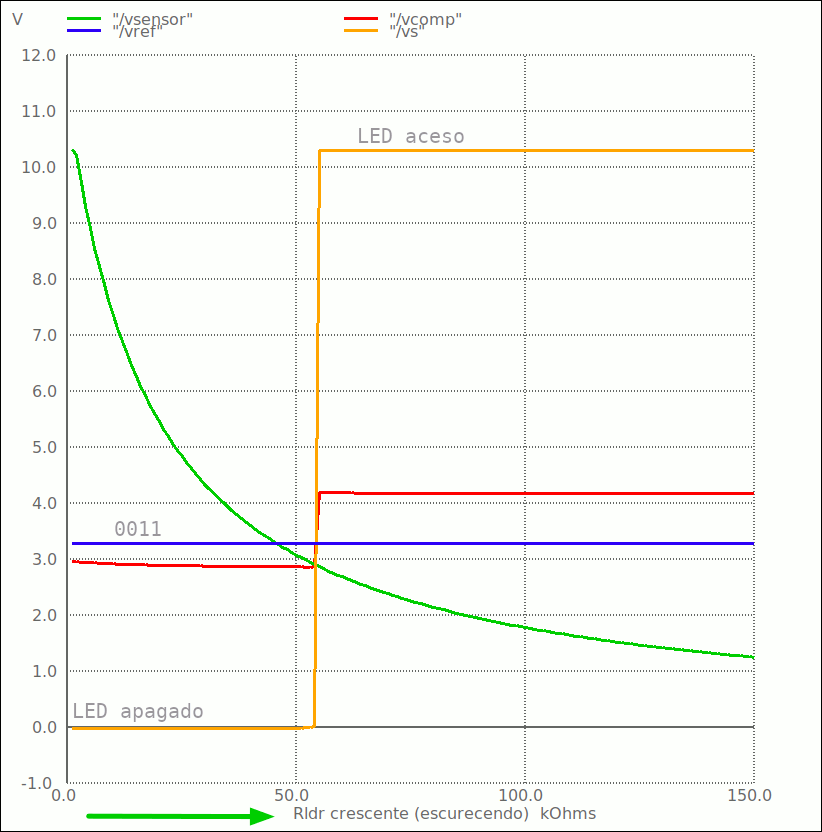 V
"/vsensor" "/vcomp"
"/vref" "/vs"
12.0
11.0
LED aceso
10.0
9.0
8.0
7.0
6.0
5.0
4.0
0011
3.0
2.0
1.0
LED apagado
0.0
-1.0
0.0 50.0 100.0 150.0
Rldr crescente (escurecendo) kOhms